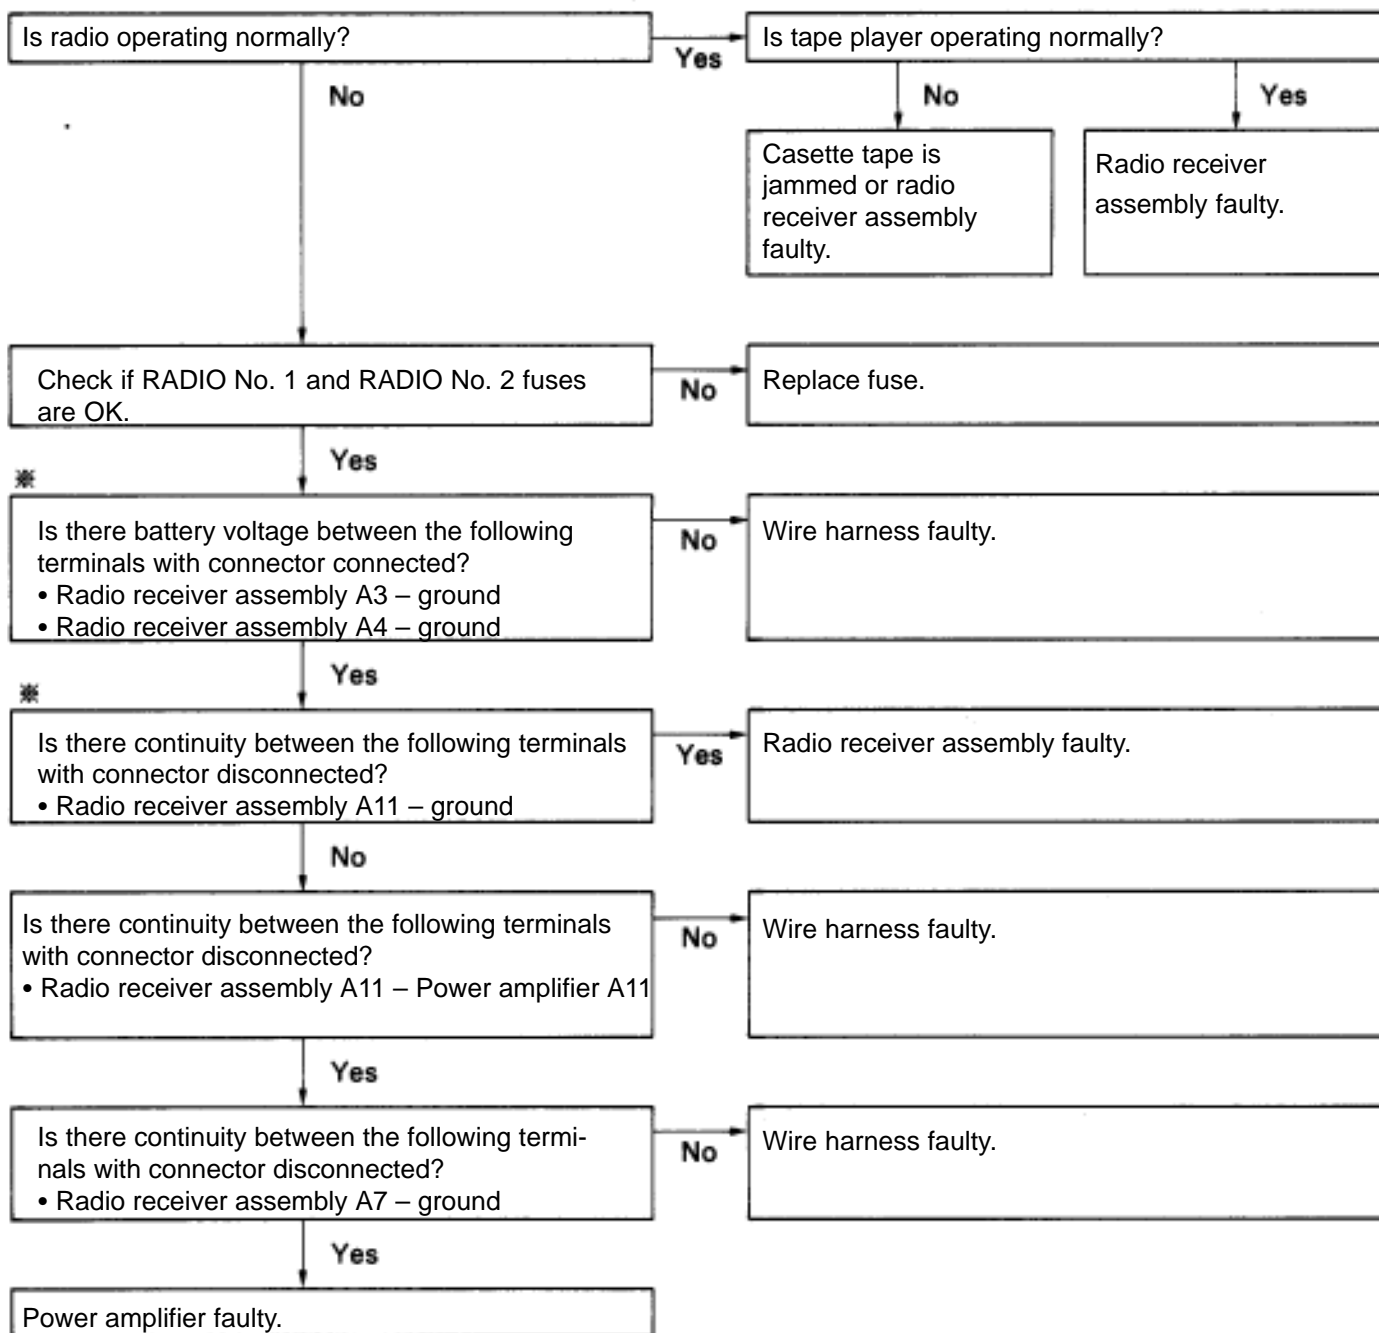 Is radio operating normally?
Yes
Is tape player operating normally?
No
No
Yes
Casette tape is
jammed or radio
receiver assembly
faulty.
Radio receiver
assembly faulty.
Check if RADIO No. 1 and RADIO No. 2 fuses
are OK.
No
Replace fuse.
Yes
※
Is there battery voltage between the following
terminals with connector connected?
• Radio receiver assembly A3 – ground
• Radio receiver assembly A4 – ground
No
Wire harness faulty.
Yes
※
Is there continuity between the following terminals
with connector disconnected?
• Radio receiver assembly A11 – ground
Yes
Radio receiver assembly faulty.
No
Is there continuity between the following terminals
with connector disconnected?
• Radio receiver assembly A11 – Power amplifier A11
No
Wire harness faulty.
Yes
Is there continuity between the following termi-
nals with connector disconnected?
• Radio receiver assembly A7 – ground
No
Wire harness faulty.
Yes
Power amplifier faulty.